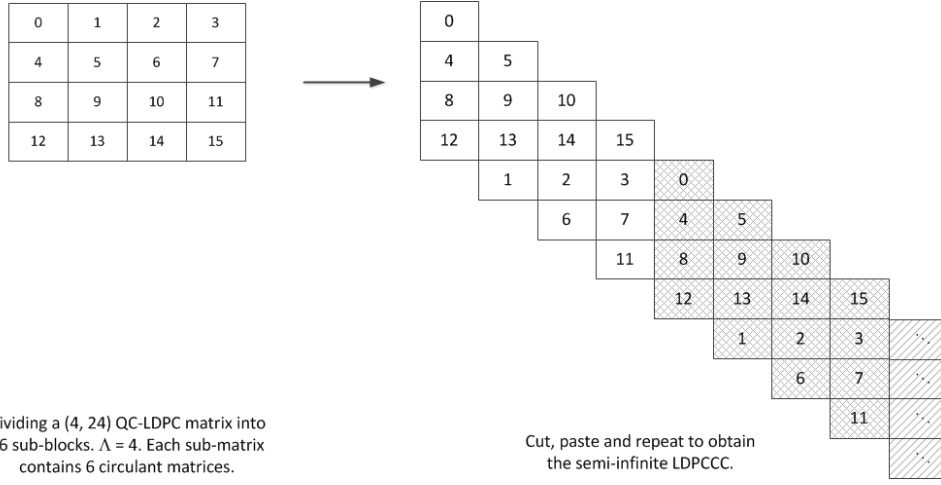 0 1 2 3
4 5 6 7
8 9 10 11
12 13 14 15
0
4 5
8 9 10
12 13 14 15
1 2 3 0
6 7 4 5
11 8 9 10
12 13 14 15
1 2 3 ⋱
6 7 ⋱
11 ⋱
⋱
ividing a (4, 24) QC-LDPC matrix into
6 sub-blocks. Λ = 4. Each sub-matrix
contains 6 circulant matrices.
Cut, paste and repeat to obtain
the semi-infinite LDPCCC.